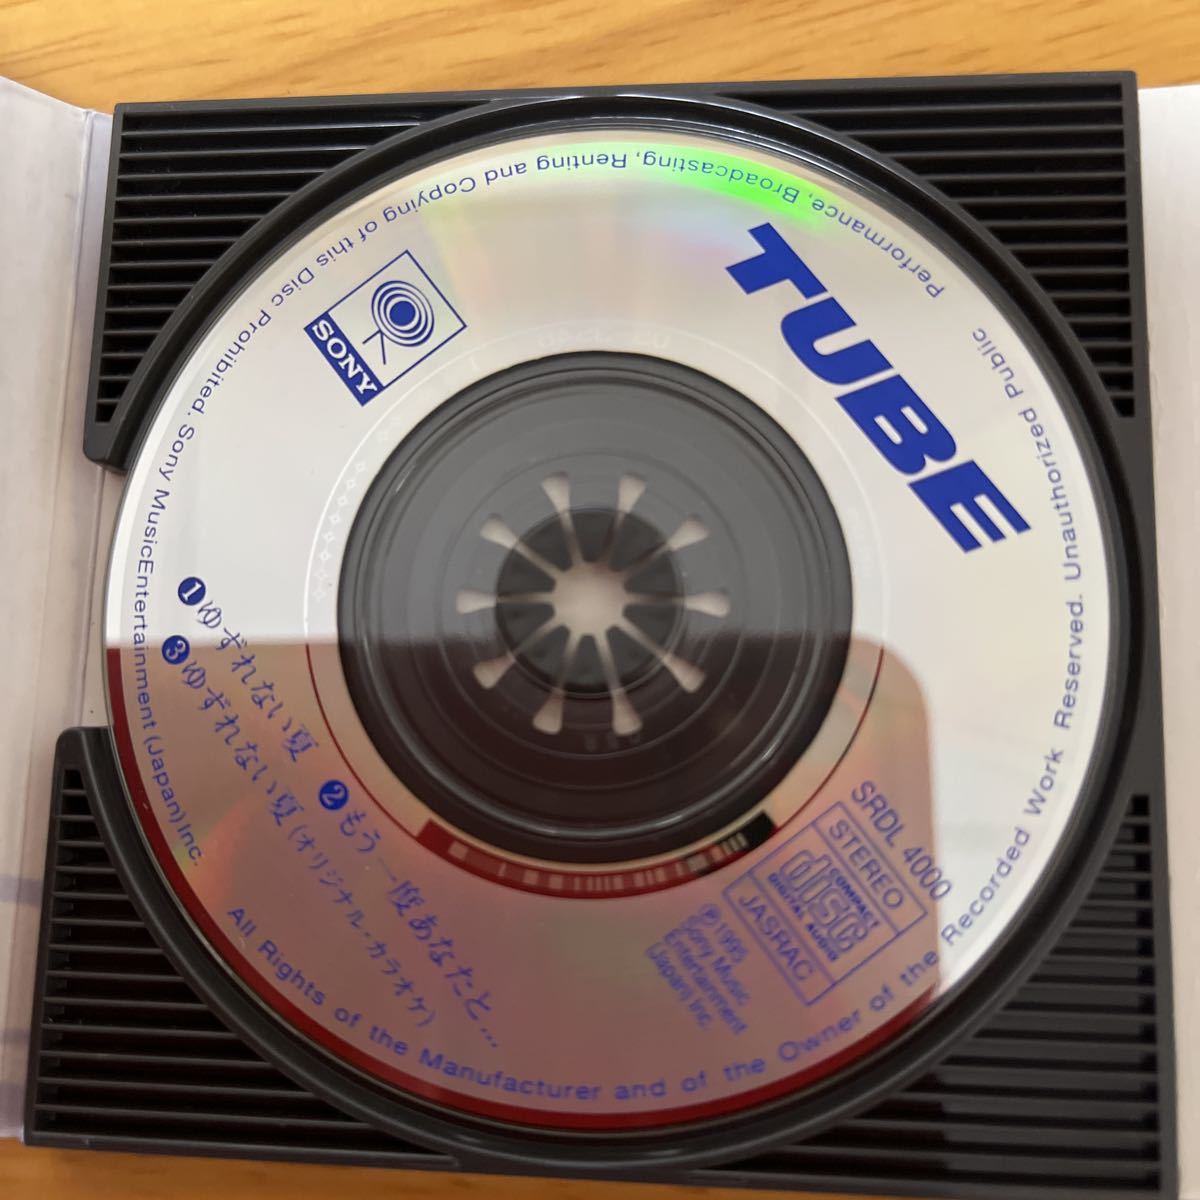 TUBE
SONY
❶ゆずれない夏
❷もう一度あなたと…
❸ゆずれない夏(オリジナル・カラオケ)
SRDL 4000
STEREO
COMPACT
disc
DIGITAL AUDIO
JASRAC
Ⓟ1995
Sony Music
Entertainment
(Japan) Inc.
All Rights of the Manufacturer and of the Owner of the Recorded Work Reserved. Unauthorized Public Performance, Broadcasting, Renting and Copying of this Disc Prohibited. Sony MusicEntertainment (Japan) Inc.